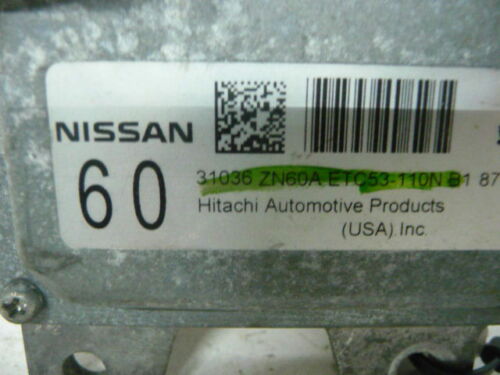 NISSAN
60
31036 ZN60A ETC53-110N B1 87
Hitachi Automotive Products
(USA).Inc.